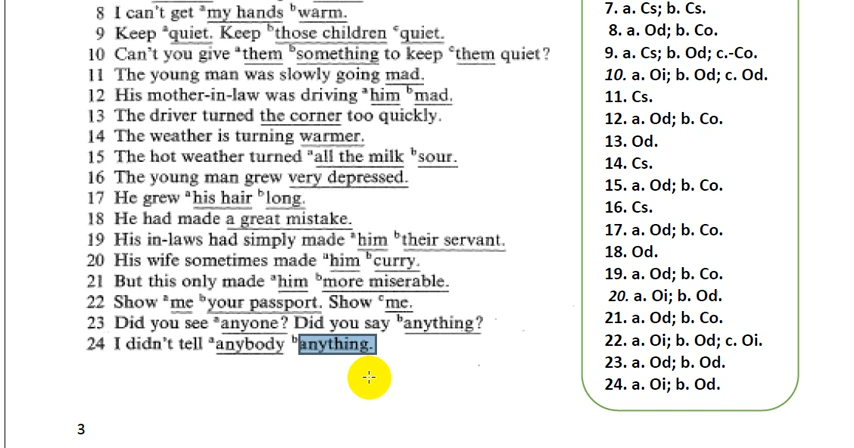 8 I can't get ᵃmy hands ᵇwarm.
9 Keep ᵃquiet. Keep ᵇthose children ᶜquiet.
10 Can't you give ᵃthem ᵇsomething to keep ᶜthem quiet?
11 The young man was slowly going mad.
12 His mother-in-law was driving ᵃhim ᵇmad.
13 The driver turned the corner too quickly.
14 The weather is turning warmer.
15 The hot weather turned ᵃall the milk ᵇsour.
16 The young man grew very depressed.
17 He grew ᵃhis hair ᵇlong.
18 He had made a great mistake.
19 His in-laws had simply made ᵃhim ᵇtheir servant.
20 His wife sometimes made ᵃhim ᵇcurry.
21 But this only made ᵃhim ᵇmore miserable.
22 Show ᵃme ᵇyour passport. Show ᶜme.
23 Did you see ᵃanyone? Did you say ᵇanything?
24 I didn't tell ᵃanybody ᵇanything.
3
7. a. Cs; b. Cs.
8. a. Od; b. Co.
9. a. Cs; b. Od; c.-Co.
10. a. Oi; b. Od; c. Od.
11. Cs.
12. a. Od; b. Co.
13. Od.
14. Cs.
15. a. Od; b. Co.
16. Cs.
17. a. Od; b. Co.
18. Od.
19. a. Od; b. Co.
20. a. Oi; b. Od.
21. a. Od; b. Co.
22. a. Oi; b. Od; c. Oi.
23. a. Od; b. Od.
24. a. Oi; b. Od.